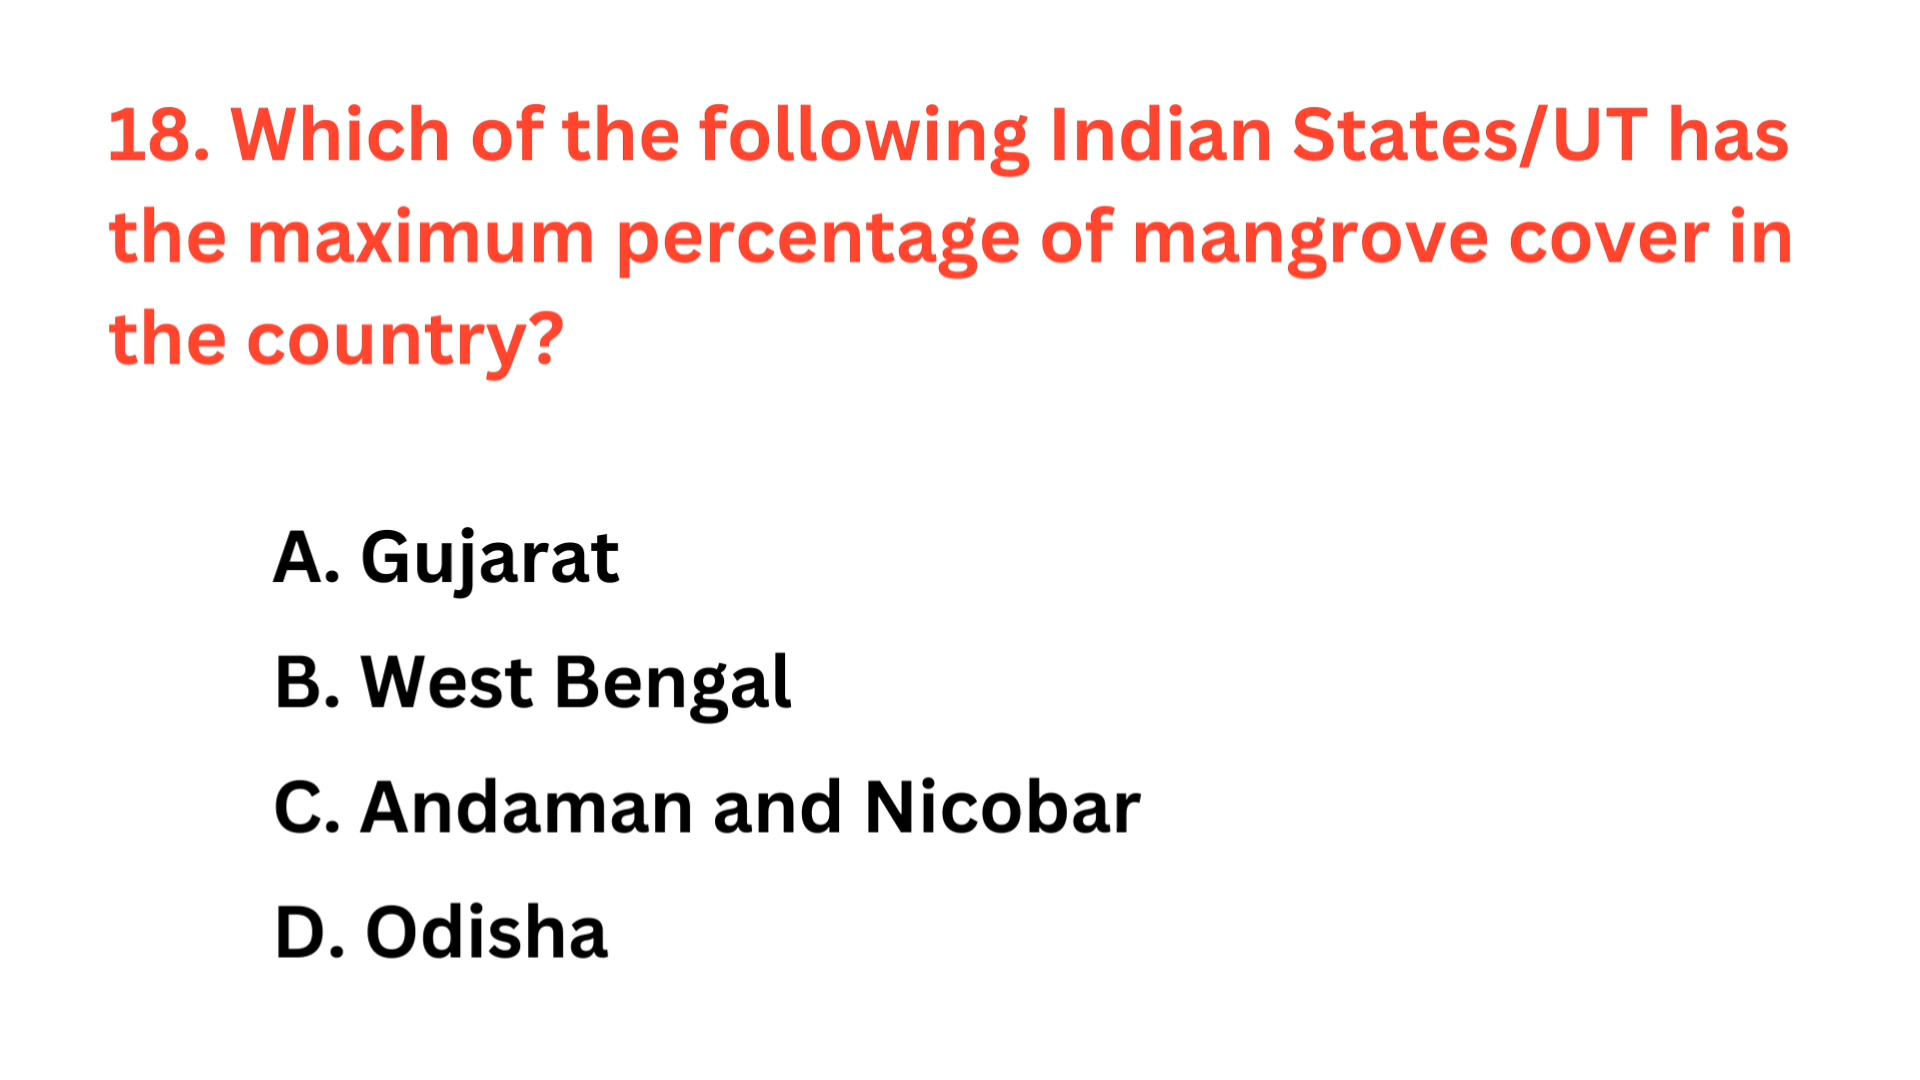 18. Which of the following Indian States/UT has
the maximum percentage of mangrove cover in
the country?
A. Gujarat
B. West Bengal
C. Andaman and Nicobar
D. Odisha